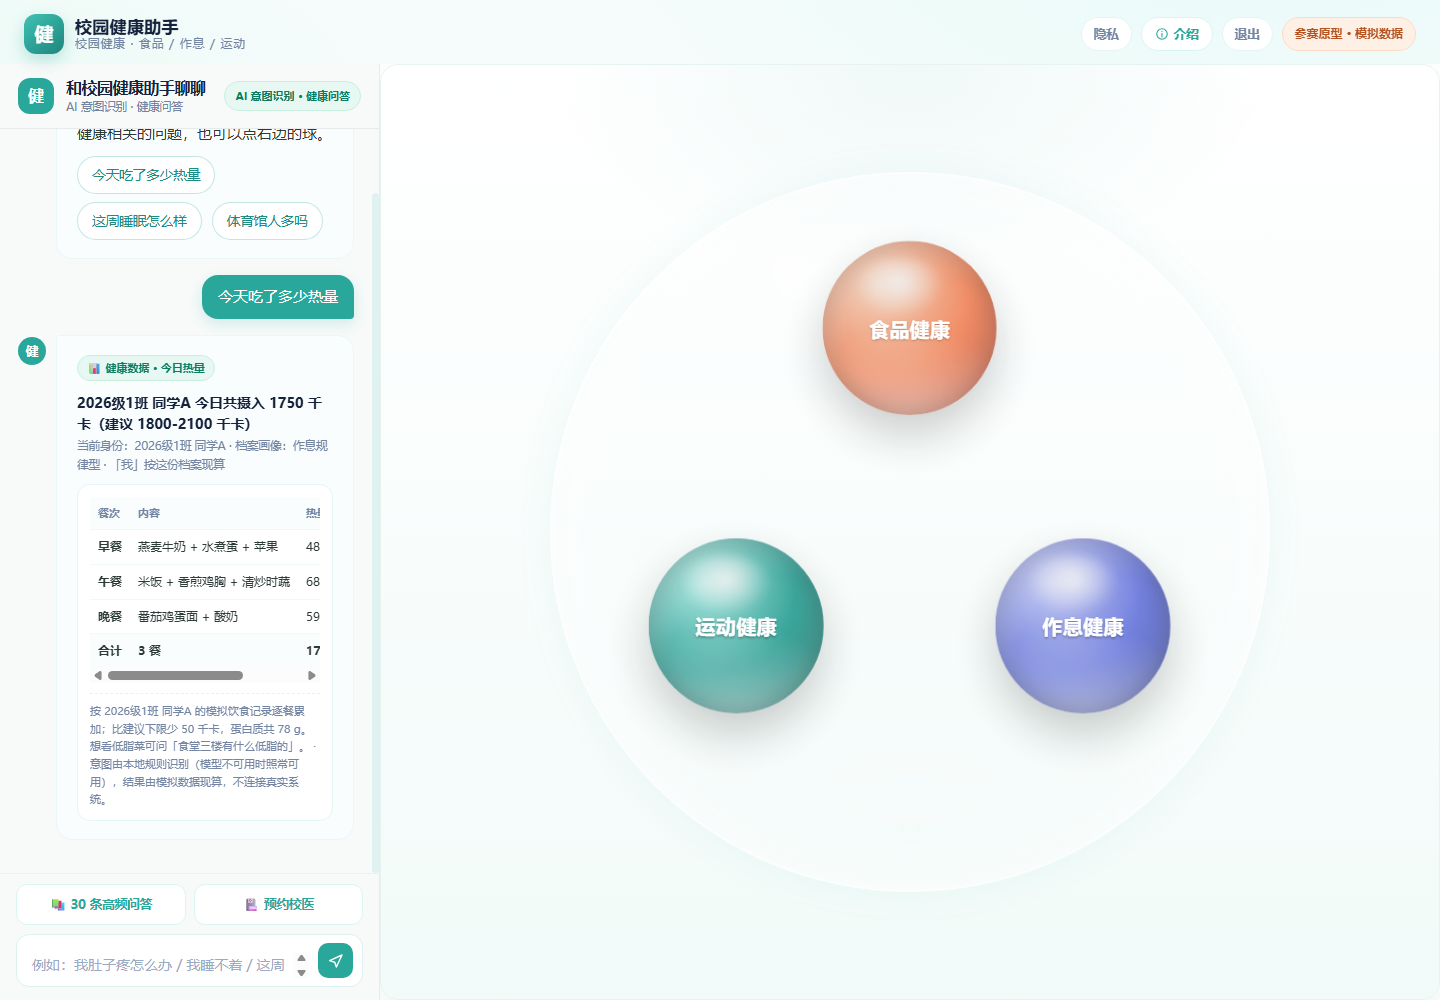 健
校园健康助手
校园健康 · 食品 / 作息 / 运动
隐私
介绍
退出
参赛原型 • 模拟数据
健
和校园健康助手聊聊
AI 意图识别 · 健康问答
AI 意图识别 • 健康问答
健康相关的问题，也可以点右边的球。
今天吃了多少热量
这周睡眠怎么样
体育馆人多吗
今天吃了多少热量
健
健康数据 • 今日热量
2026级1班 同学A 今日共摄入 1750 千
卡（建议 1800-2100 千卡）
当前身份：2026级1班 同学A · 档案画像：作息规
律型 · 「我」按这份档案现算
餐次 内容
早餐 燕麦牛奶 + 水煮蛋 + 苹果 48
午餐 米饭 + 香煎鸡胸 + 清炒时蔬 68
晚餐 番茄鸡蛋面 + 酸奶 59
合计 3 餐 17
按 2026级1班 同学A 的模拟饮食记录逐餐累
加；比建议下限少 50 千卡，蛋白质共 78 g。
想看低脂菜可问「食堂三楼有什么低脂的」。 ·
意图由本地规则识别（模型不可用时照常可
用），结果由模拟数据现算，不连接真实系
统。
30 条高频问答
预约校医
例如：我肚子疼怎么办 / 我睡不着 / 这周
食品健康
运动健康
作息健康